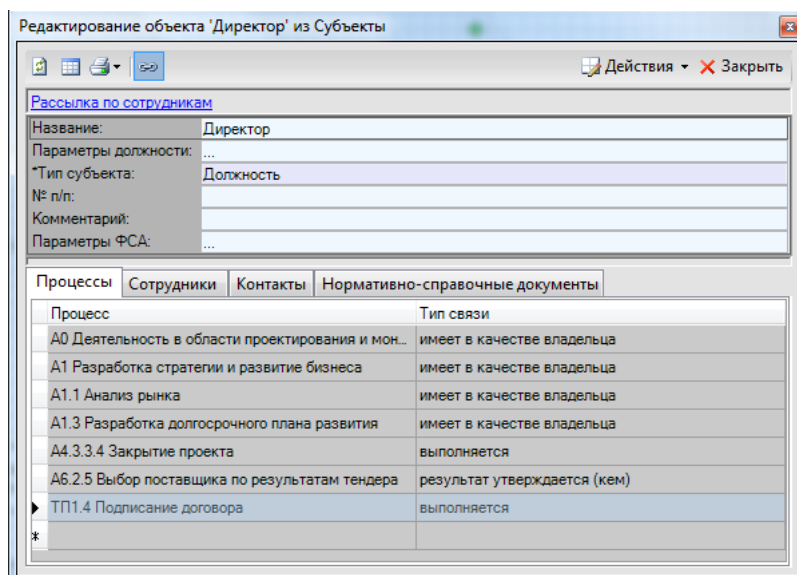 Редактирование объекта 'Директор' из Субъекты
Действия Закрыть
Рассылка по сотрудникам
Название: Директор
Параметры должности: ...
*Тип субъекта: Должность
№ п/п:
Комментарий:
Параметры ФСА: ...
Процессы Сотрудники Контакты Нормативно-справочные документы
Процесс Тип связи
А0 Деятельность в области проектирования и мон... имеет в качестве владельца
А1 Разработка стратегии и развитие бизнеса имеет в качестве владельца
А1.1 Анализ рынка имеет в качестве владельца
А1.3 Разработка долгосрочного плана развития имеет в качестве владельца
А4.3.3.4 Закрытие проекта выполняется
А6.2.5 Выбор поставщика по результатам тендера результат утверждается (кем)
ТП1.4 Подписание договора выполняется